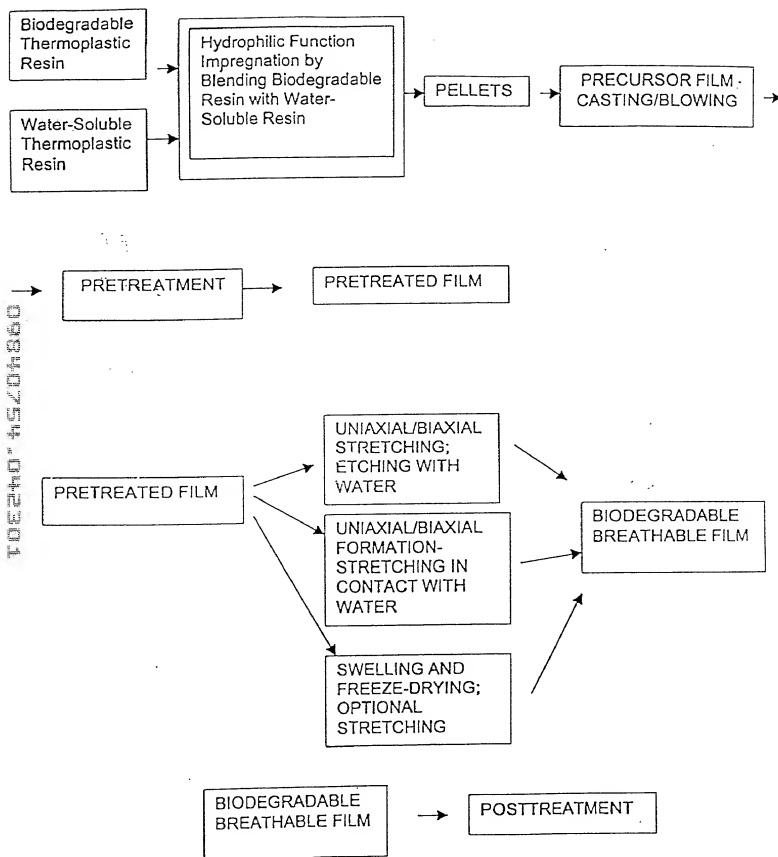 Biodegradable
Thermoplastic
Resin
Water-Soluble
Thermoplastic
Resin
Hydrophilic Function
Impregnation by
Blending Biodegradable
Resin with Water-
Soluble Resin
PELLETS
PRECURSOR FILM
CASTING/BLOWING
PRETREATMENT
PRETREATED FILM
09840754.042301
PRETREATED FILM
UNIAXIAL/BIAXIAL
STRETCHING;
ETCHING WITH
WATER
UNIAXIAL/BIAXIAL
FORMATION-
STRETCHING IN
CONTACT WITH
WATER
SWELLING AND
FREEZE-DRYING;
OPTIONAL
STRETCHING
BIODEGRADABLE
BREATHABLE FILM
BIODEGRADABLE
BREATHABLE FILM
POSTTREATMENT